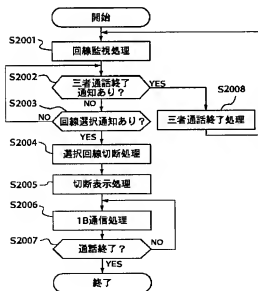 開始
S2001
回線監視処理
S2002
三者通話終了
通知あり?
YES
S2008
三者通話終了処理
NO
S2003
回線選択通知あり?
NO
YES
S2004
選択回線切断処理
S2005
切断表示処理
S2006
1B通信処理
S2007
通話終了?
NO
YES
終了